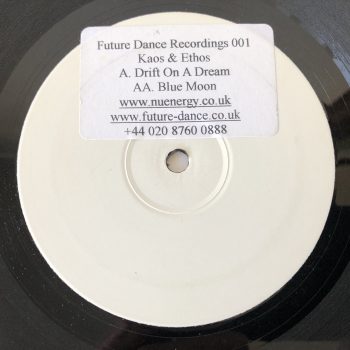 Future Dance Recordings 001
Kaos & Ethos
A. Drift On A Dream
AA. Blue Moon
www.nuenergy.co.uk
www.future-dance.co.uk
+44 020 8760 0888